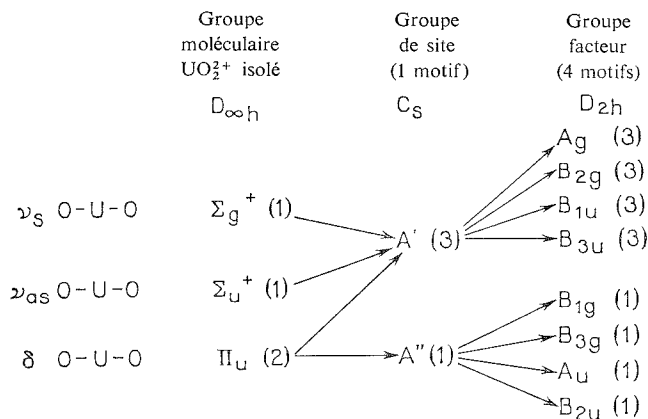 Groupe moléculaire UO₂²⁺ isolé
Groupe de site (1 motif)
Groupe facteur (4 motifs)
D∞h
Cs
D2h
νs O-U-O
Σg⁺ (1)
νas O-U-O
Σu⁺ (1)
δ O-U-O
Πu (2)
A' (3)
A" (1)
Ag (3)
B2g (3)
B1u (3)
B3u (3)
B1g (1)
B3g (1)
Au (1)
B2u (1)